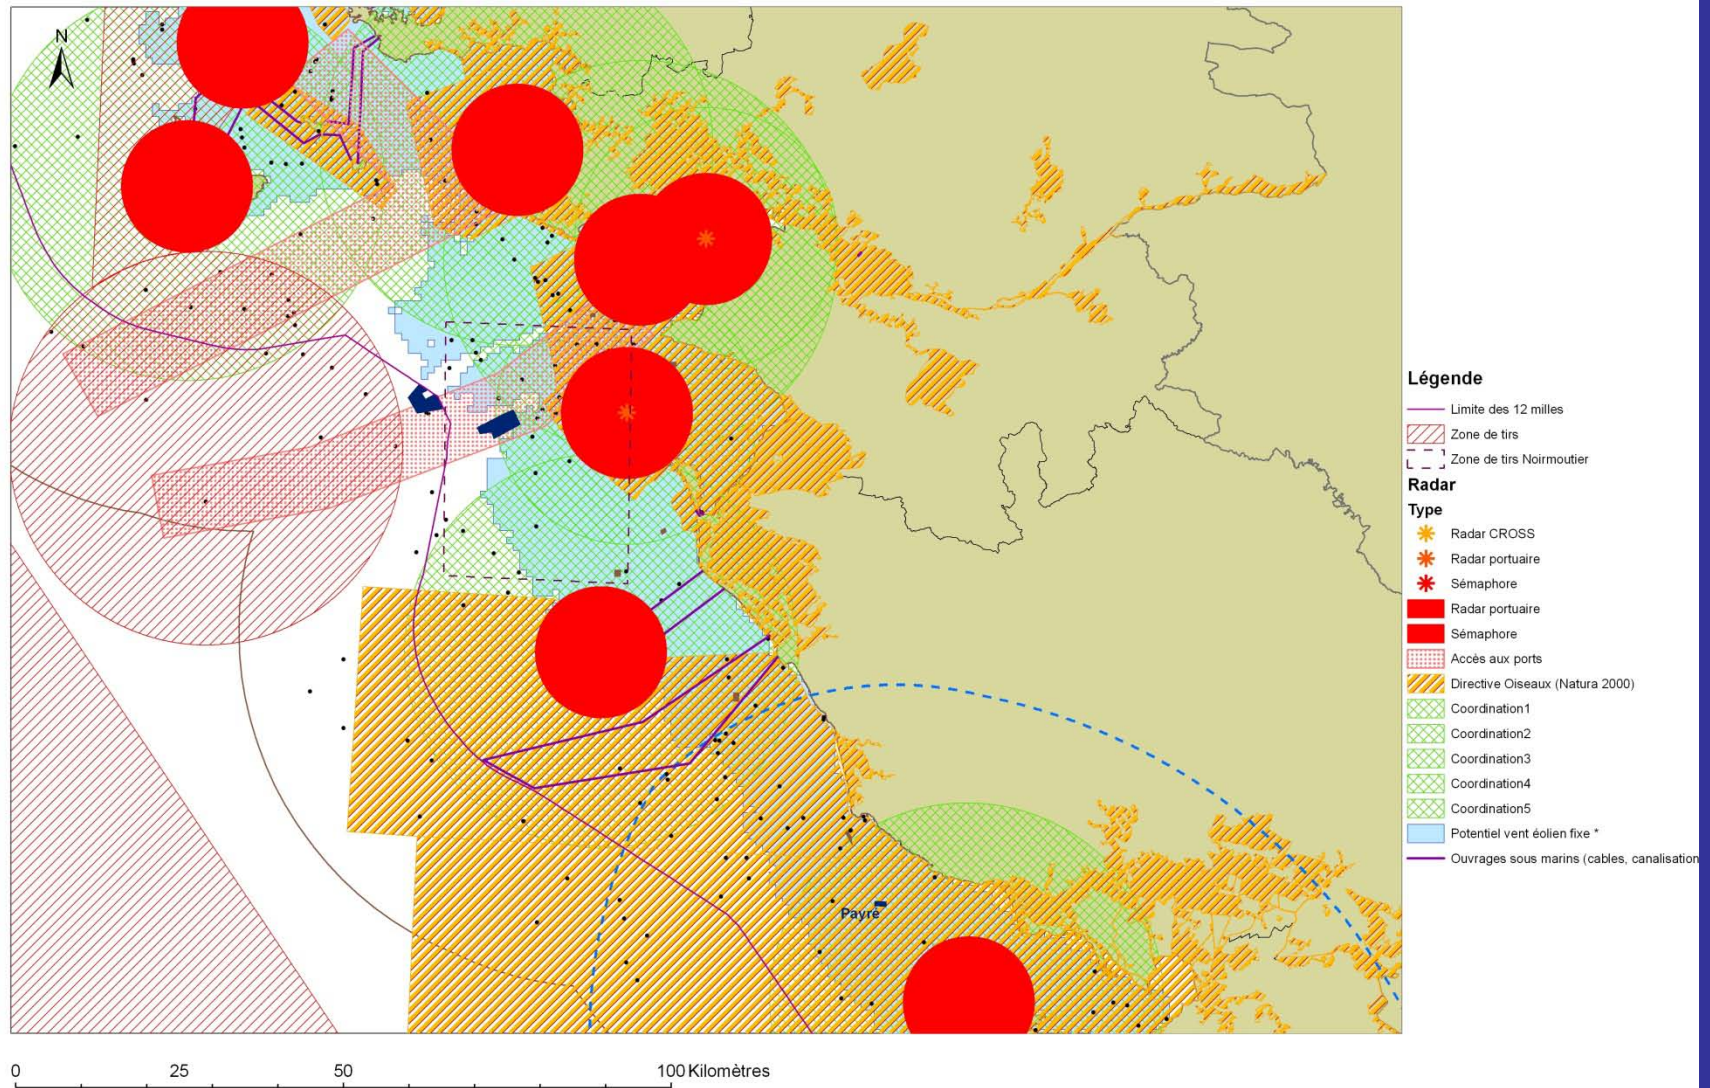 N
Payré
Légende
Limite des 12 milles
Zone de tirs
Zone de tirs Noirmoutier
Radar
Type
Radar CROSS
Radar portuaire
Sémaphore
Radar portuaire
Sémaphore
Accès aux ports
Directive Oiseaux (Natura 2000)
Coordination1
Coordination2
Coordination3
Coordination4
Coordination5
Potentiel vent éolien fixe *
Ouvrages sous marins (cables, canalisation
0 25 50 100 Kilomètres